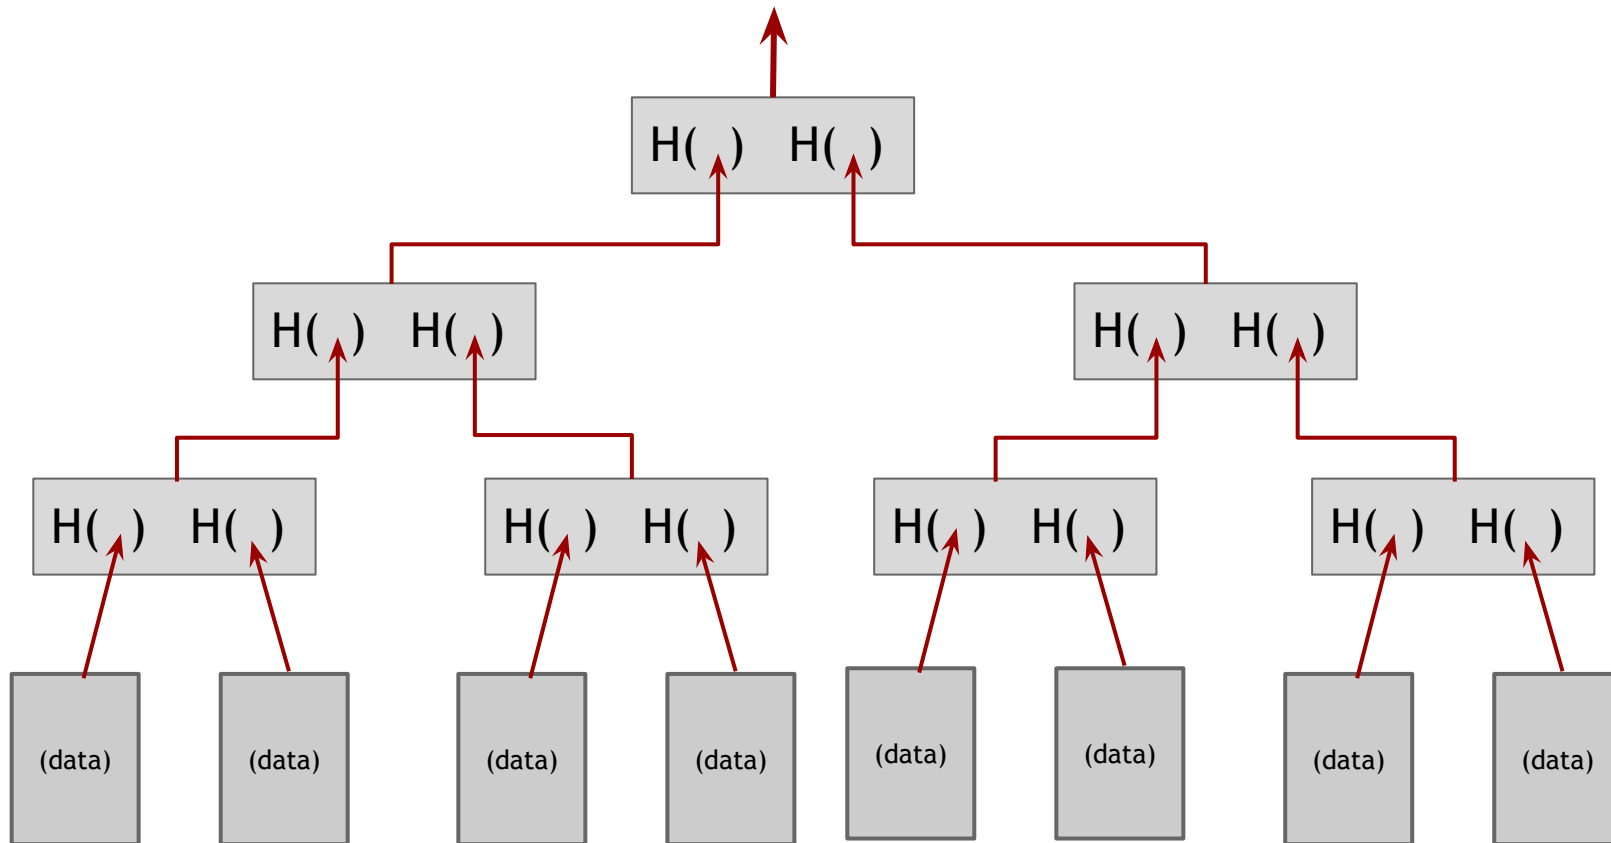 H( ) H( )
H( ) H( ) H( ) H( )
H( ) H( ) H( ) H( ) H( ) H( ) H( ) H( )
(data) (data) (data) (data) (data) (data) (data) (data)